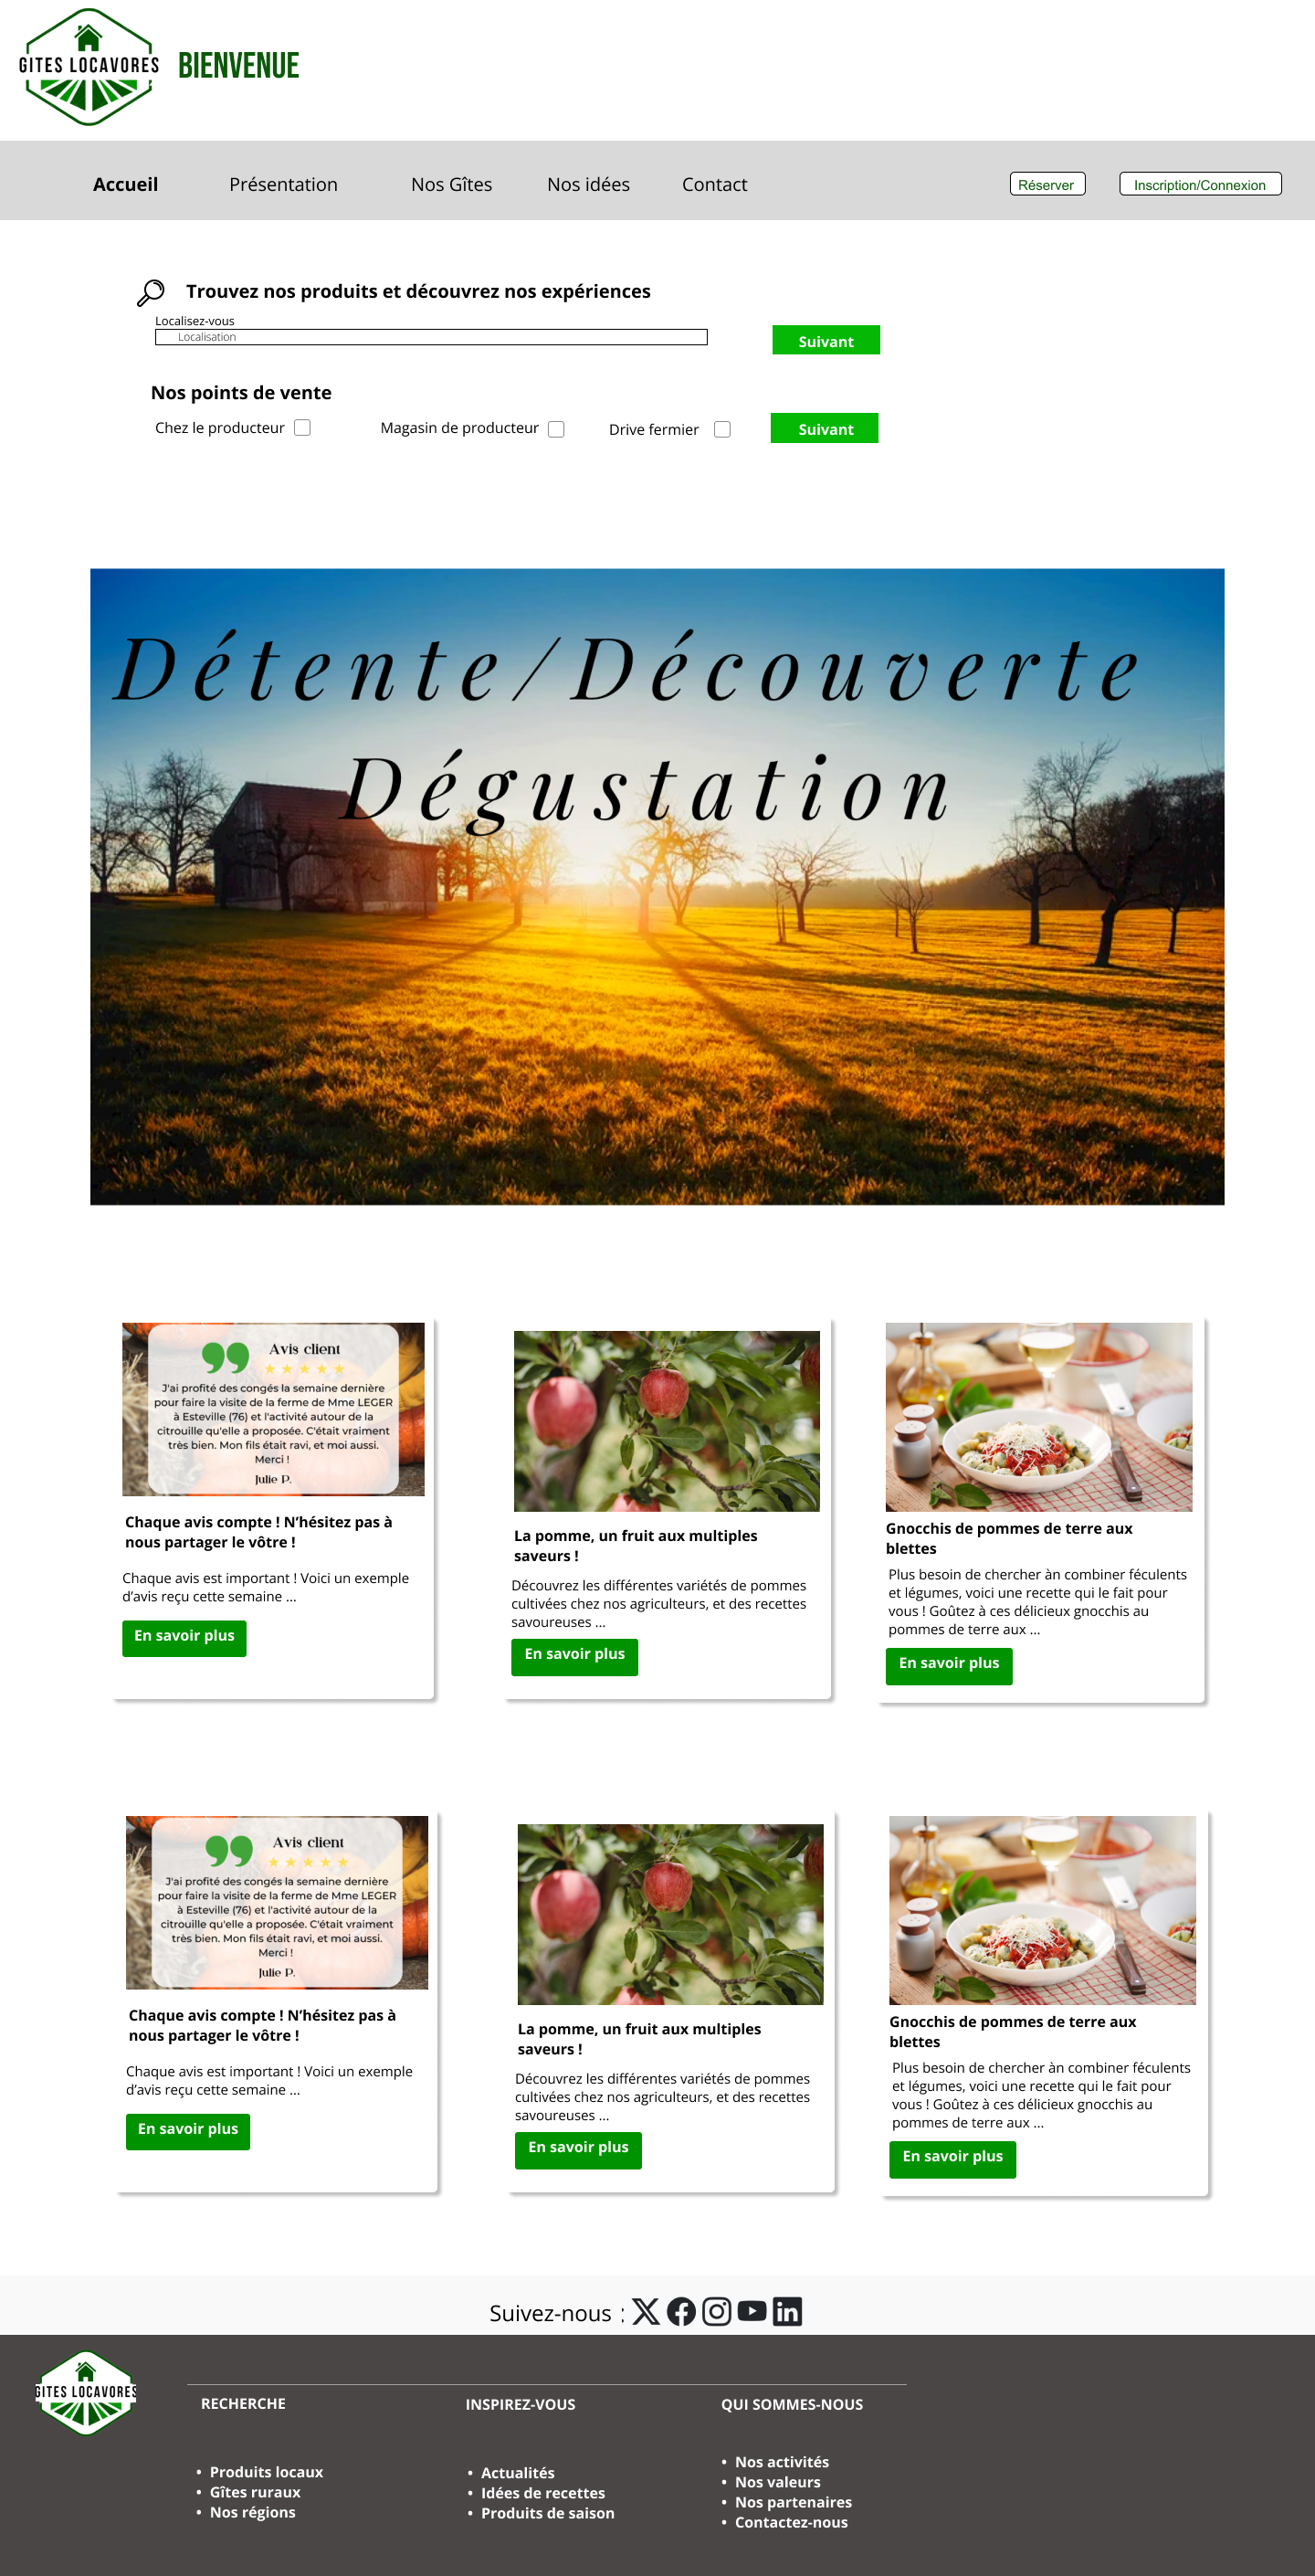 GITES LOCAVORES
BIENVENUE
Accueil Présentation Nos Gîtes Nos idées Contact Réserver Inscription/Connexion
Trouvez nos produits et découvrez nos expériences
Localisez-vous
Localisation
Suivant
Nos points de vente
Chez le producteur Magasin de producteur Drive fermier Suivant
Détente/Découverte
Dégustation
Avis client
J'ai profité des congés la semaine dernière
pour faire la visite de la ferme de Mme LEGER
à Esteville (76) et l'activité autour de la
citrouille qu'elle a proposée. C'était vraiment
très bien. Mon fils était ravi, et moi aussi.
Merci !
Julie P.
Chaque avis compte ! N’hésitez pas à
nous partager le vôtre !
Chaque avis est important ! Voici un exemple
d’avis reçu cette semaine ...
En savoir plus
La pomme, un fruit aux multiples
saveurs !
Découvrez les différentes variétés de pommes
cultivées chez nos agriculteurs, et des recettes
savoureuses ...
En savoir plus
Gnocchis de pommes de terre aux
blettes
Plus besoin de chercher àn combiner féculents
et légumes, voici une recette qui le fait pour
vous ! Goûtez à ces délicieux gnocchis au
pommes de terre aux ...
En savoir plus
Avis client
J'ai profité des congés la semaine dernière
pour faire la visite de la ferme de Mme LEGER
à Esteville (76) et l'activité autour de la
citrouille qu'elle a proposée. C'était vraiment
très bien. Mon fils était ravi, et moi aussi.
Merci !
Julie P.
Chaque avis compte ! N’hésitez pas à
nous partager le vôtre !
Chaque avis est important ! Voici un exemple
d’avis reçu cette semaine ...
En savoir plus
La pomme, un fruit aux multiples
saveurs !
Découvrez les différentes variétés de pommes
cultivées chez nos agriculteurs, et des recettes
savoureuses ...
En savoir plus
Gnocchis de pommes de terre aux
blettes
Plus besoin de chercher àn combiner féculents
et légumes, voici une recette qui le fait pour
vous ! Goûtez à ces délicieux gnocchis au
pommes de terre aux ...
En savoir plus
Suivez-nous :
GITES LOCAVORES
RECHERCHE
• Produits locaux
• Gîtes ruraux
• Nos régions
INSPIREZ-VOUS
• Actualités
• Idées de recettes
• Produits de saison
QUI SOMMES-NOUS
• Nos activités
• Nos valeurs
• Nos partenaires
• Contactez-nous